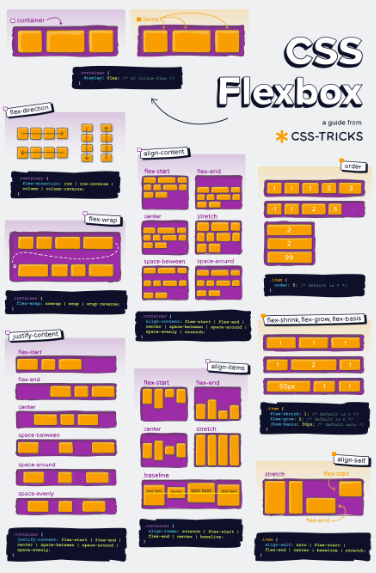 container
items
.container {
display: flex; /* or inline-flex */
}
CSS
Flexbox
a guide from
CSS-TRICKS
flex-direction
.container {
flex-direction: row | row-reverse |
column | column-reverse;
}
flex-wrap
.container {
flex-wrap: nowrap | wrap | wrap-reverse;
}
justify-content
flex-start
flex-end
center
space-between
space-around
space-evenly
.container {
justify-content: flex-start | flex-end |
center | space-between | space-around |
space-evenly;
}
align-content
flex-start flex-end
center stretch
space-between space-around
.container {
align-content: flex-start | flex-end |
center | space-between | space-around |
space-evenly | stretch;
}
align-items
flex-start flex-end
center stretch
baseline
.container {
align-items: stretch | flex-start |
flex-end | center | baseline;
}
order
1 1 1 2 3
1 1 2 5
2
2
99
.item {
order: 5; /* default is 0 */
}
flex-shrink, flex-grow, flex-basis
1 1 1
1 2 1
50px 1 1
.item {
flex-shrink: /* default is 1 */
flex-grow: /* default is 0 */
flex-basis: 50px; /* default auto */
}
align-self
stretch
flex-start
flex-end
.item {
align-self: auto | flex-start |
flex-end | center | baseline | stretch;
}